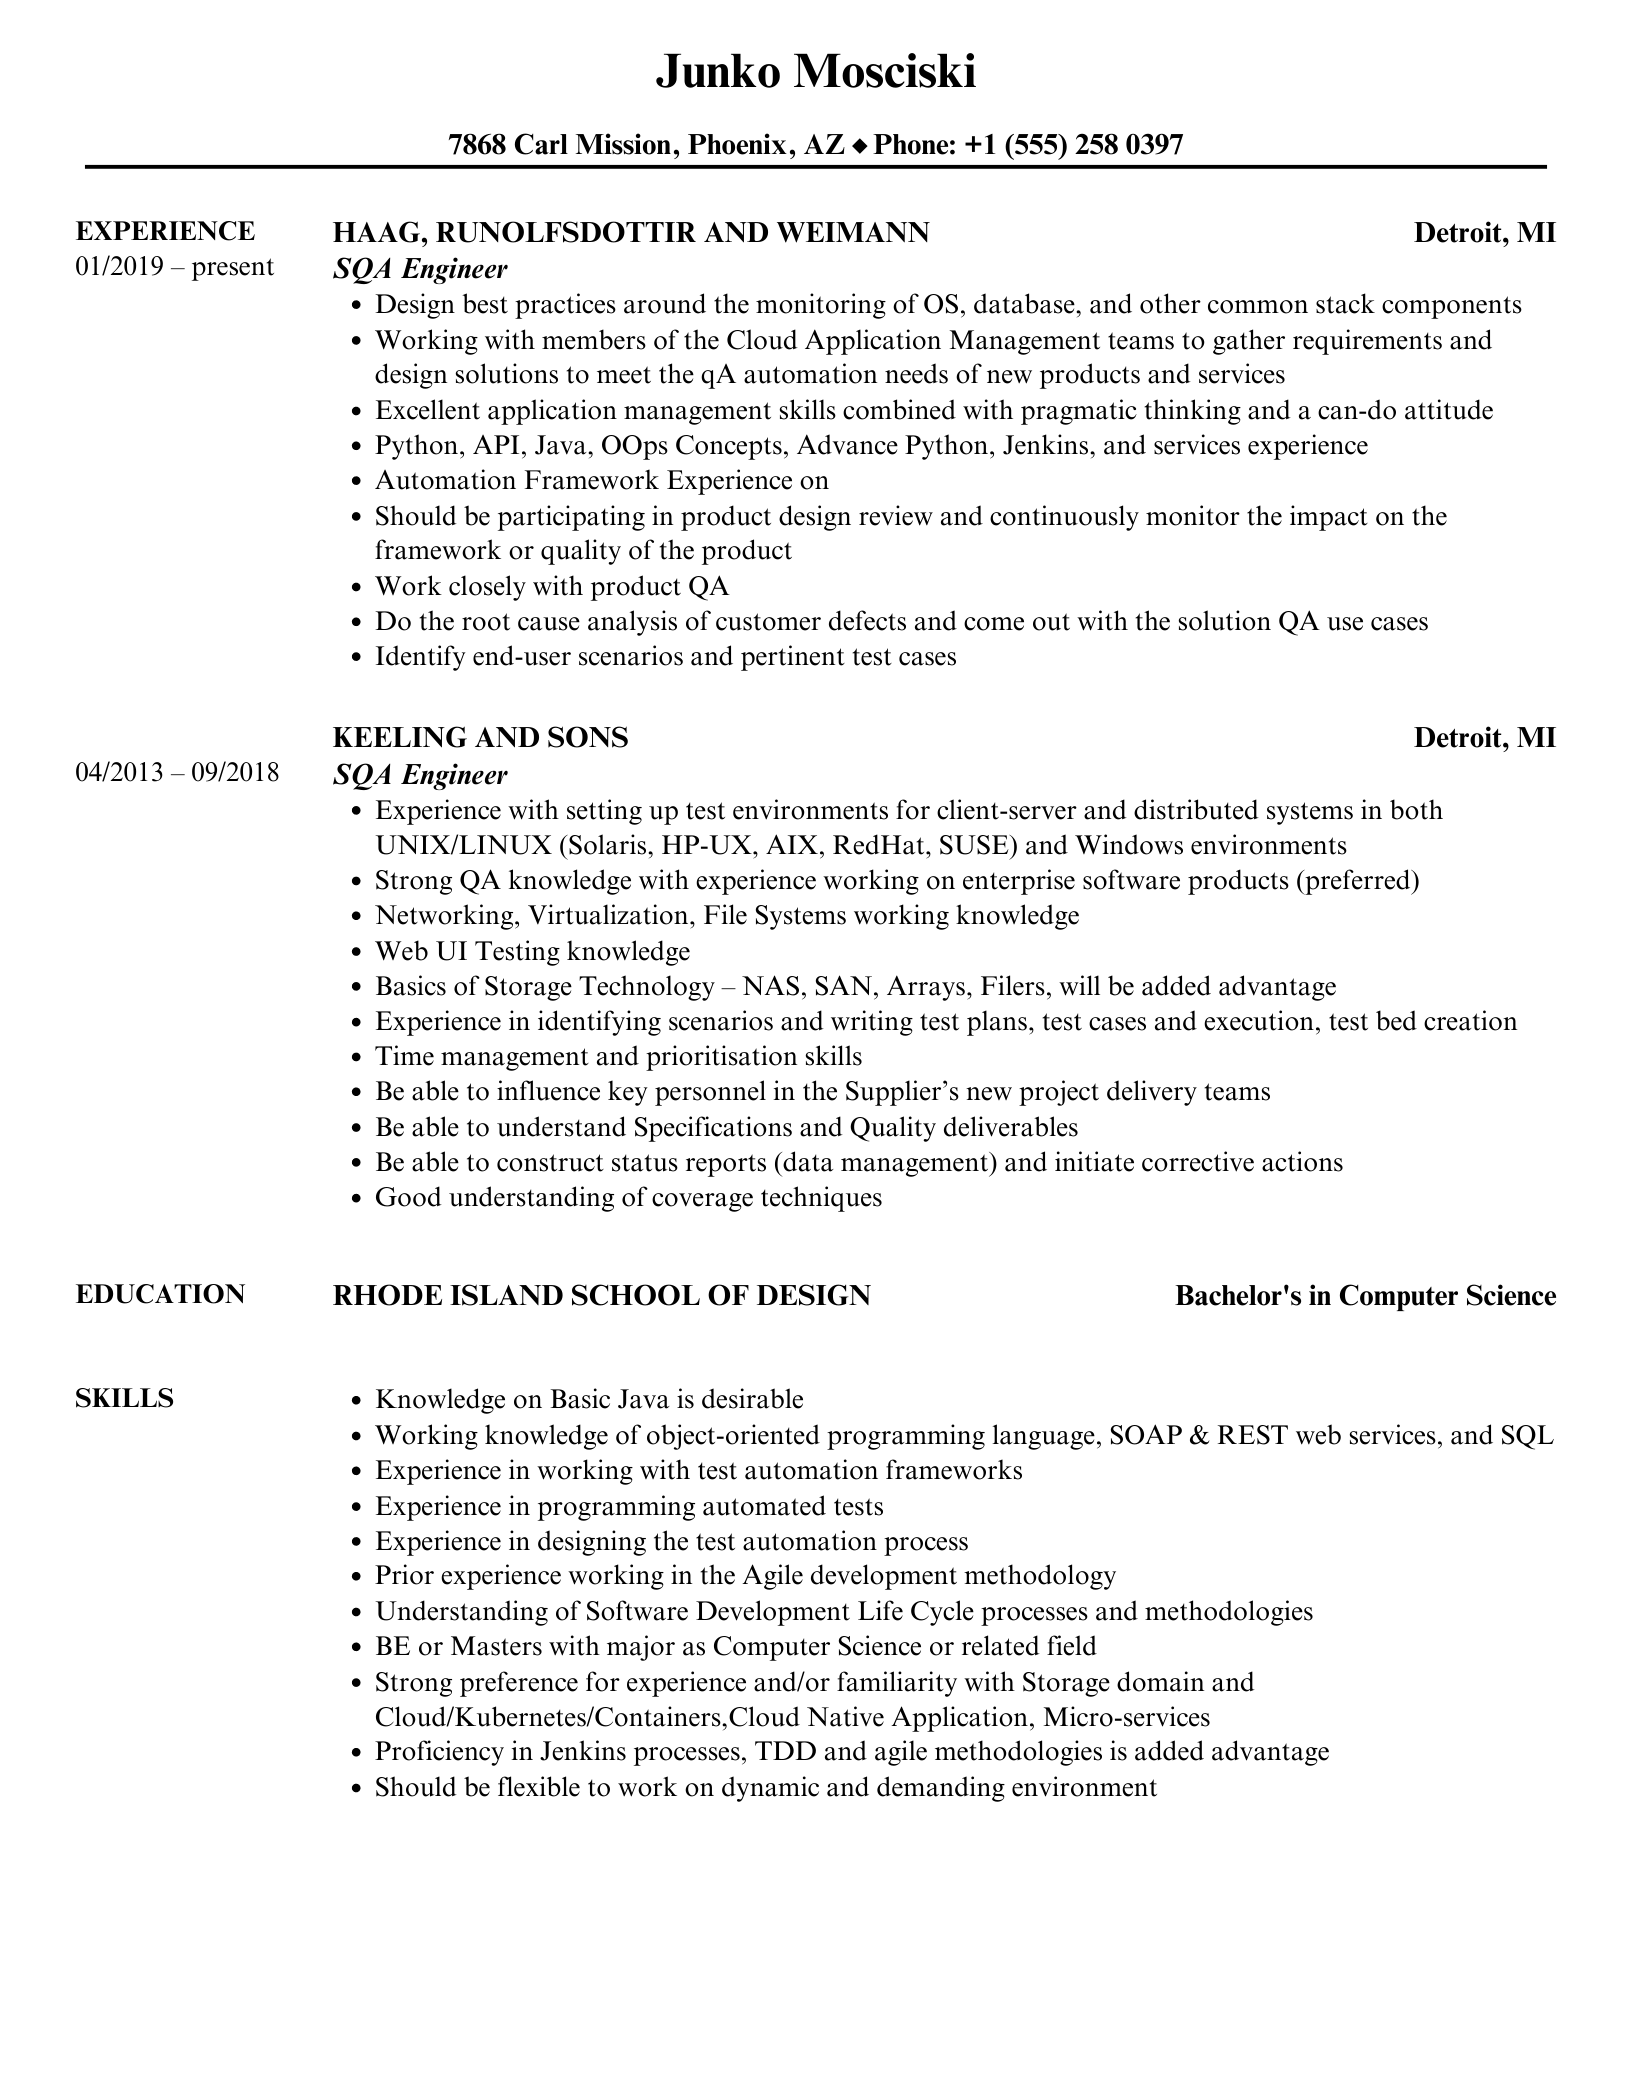 Junko Mosciski
7868 Carl Mission, Phoenix, AZ ◆ Phone: +1 (555) 258 0397
EXPERIENCE
HAAG, RUNOLFSDOTTIR AND WEIMANN Detroit, MI
01/2019 – present
SQA Engineer
• Design best practices around the monitoring of OS, database, and other common stack components
• Working with members of the Cloud Application Management teams to gather requirements and
design solutions to meet the qA automation needs of new products and services
• Excellent application management skills combined with pragmatic thinking and a can-do attitude
• Python, API, Java, OOps Concepts, Advance Python, Jenkins, and services experience
• Automation Framework Experience on
• Should be participating in product design review and continuously monitor the impact on the
framework or quality of the product
• Work closely with product QA
• Do the root cause analysis of customer defects and come out with the solution QA use cases
• Identify end-user scenarios and pertinent test cases
KEELING AND SONS Detroit, MI
04/2013 – 09/2018
SQA Engineer
• Experience with setting up test environments for client-server and distributed systems in both
UNIX/LINUX (Solaris, HP-UX, AIX, RedHat, SUSE) and Windows environments
• Strong QA knowledge with experience working on enterprise software products (preferred)
• Networking, Virtualization, File Systems working knowledge
• Web UI Testing knowledge
• Basics of Storage Technology – NAS, SAN, Arrays, Filers, will be added advantage
• Experience in identifying scenarios and writing test plans, test cases and execution, test bed creation
• Time management and prioritisation skills
• Be able to influence key personnel in the Supplier’s new project delivery teams
• Be able to understand Specifications and Quality deliverables
• Be able to construct status reports (data management) and initiate corrective actions
• Good understanding of coverage techniques
EDUCATION
RHODE ISLAND SCHOOL OF DESIGN Bachelor's in Computer Science
SKILLS
• Knowledge on Basic Java is desirable
• Working knowledge of object-oriented programming language, SOAP & REST web services, and SQL
• Experience in working with test automation frameworks
• Experience in programming automated tests
• Experience in designing the test automation process
• Prior experience working in the Agile development methodology
• Understanding of Software Development Life Cycle processes and methodologies
• BE or Masters with major as Computer Science or related field
• Strong preference for experience and/or familiarity with Storage domain and
Cloud/Kubernetes/Containers,Cloud Native Application, Micro-services
• Proficiency in Jenkins processes, TDD and agile methodologies is added advantage
• Should be flexible to work on dynamic and demanding environment